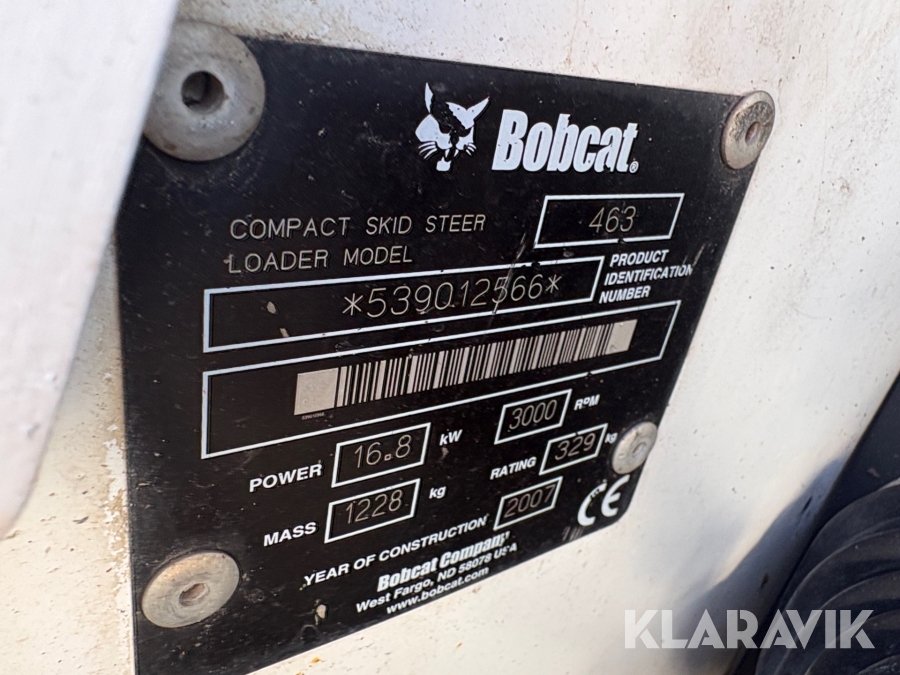 Bobcat®
COMPACT SKID STEER
LOADER MODEL
463
PRODUCT
IDENTIFICATION
NUMBER
*539012566*
POWER 16.8 kW 3000 RPM
MASS 1228 kg RATING 329 kg
YEAR OF CONSTRUCTION 2007
CE
Bobcat Company
West Fargo, ND 58078 USA
www.bobcat.com
KLARAVIK